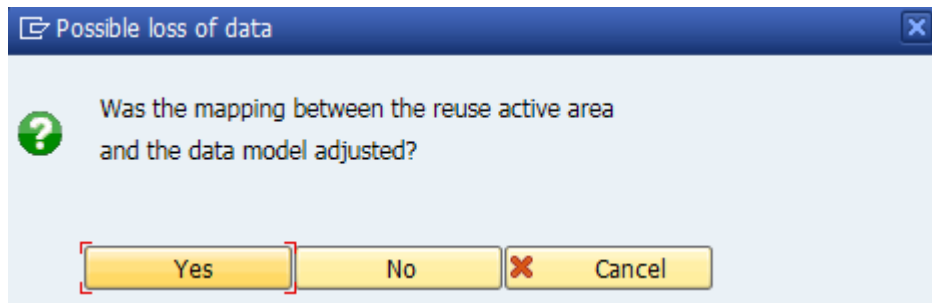 Possible loss of data
Was the mapping between the reuse active area
and the data model adjusted?
Yes
No
Cancel